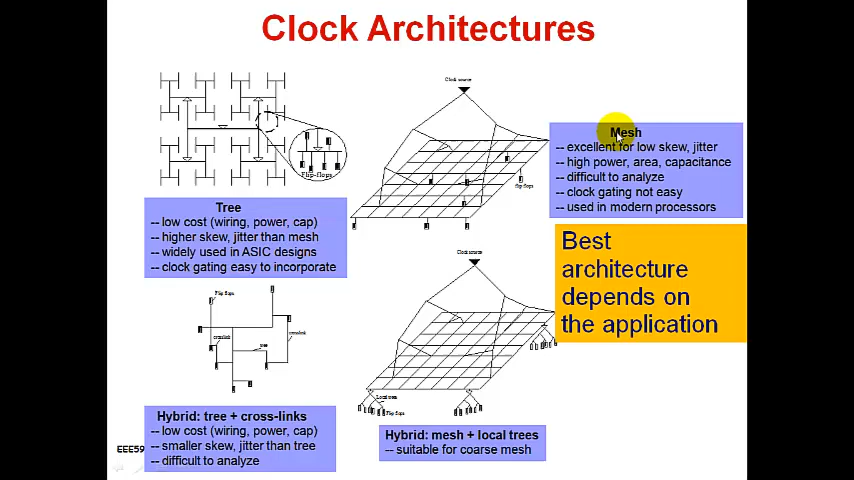 Clock Architectures
Clock source
Flip-flops
flip flops
Mesh
-- excellent for low skew, jitter
-- high power, area, capacitance
-- difficult to analyze
-- clock gating not easy
-- used in modern processors
Tree
-- low cost (wiring, power, cap)
-- higher skew, jitter than mesh
-- widely used in ASIC designs
-- clock gating easy to incorporate
Best
architecture
depends on
the application
Clock source
Flip flops
crosslink
crosslink
tree
Local trees
Flip flops
Hybrid: tree + cross-links
-- low cost (wiring, power, cap)
-- smaller skew, jitter than tree
-- difficult to analyze
Hybrid: mesh + local trees
-- suitable for coarse mesh
EEE59